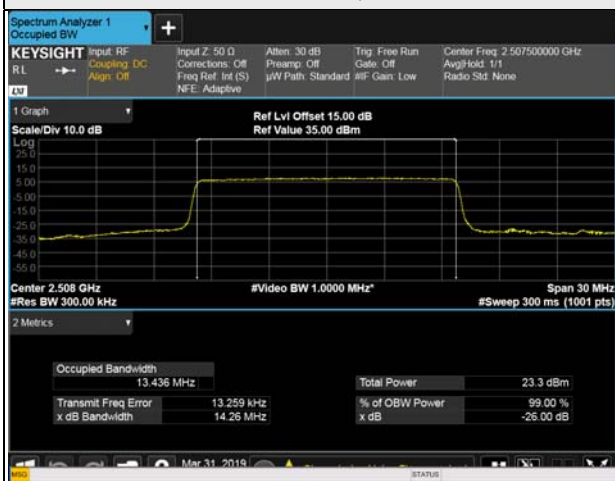 Spectrum Analyzer 1
Occupied BW
+
KEYSIGHT Input: RF Input Z: 50 Ω Atten: 30 dB Trig: Free Run Center Freq: 2.507500000 GHz
RL Coupling: DC Corrections: Off Preamp: Off Gate: Off Avg|Hold: 1/1
Align: Off Freq Ref: Int (S) µW Path: Standard #IF Gain: Low Radio Std: None
NFE: Adaptive
LXI
1 Graph
Ref Lvl Offset 15.00 dB
Scale/Div 10.0 dB Ref Value 35.00 dBm
Log
25.0
15.0
5.00
-5.00
-15.0
-25.0
-35.0
-45.0
-55.0
Center 2.508 GHz #Video BW 1.0000 MHz* Span 30 MHz
#Res BW 300.00 kHz #Sweep 300 ms (1001 pts)
2 Metrics
Occupied Bandwidth
13.436 MHz Total Power 23.3 dBm
Transmit Freq Error 13.259 kHz % of OBW Power 99.00 %
x dB Bandwidth 14.26 MHz x dB -26.00 dB
Mar 31, 2019
MSG STATUS